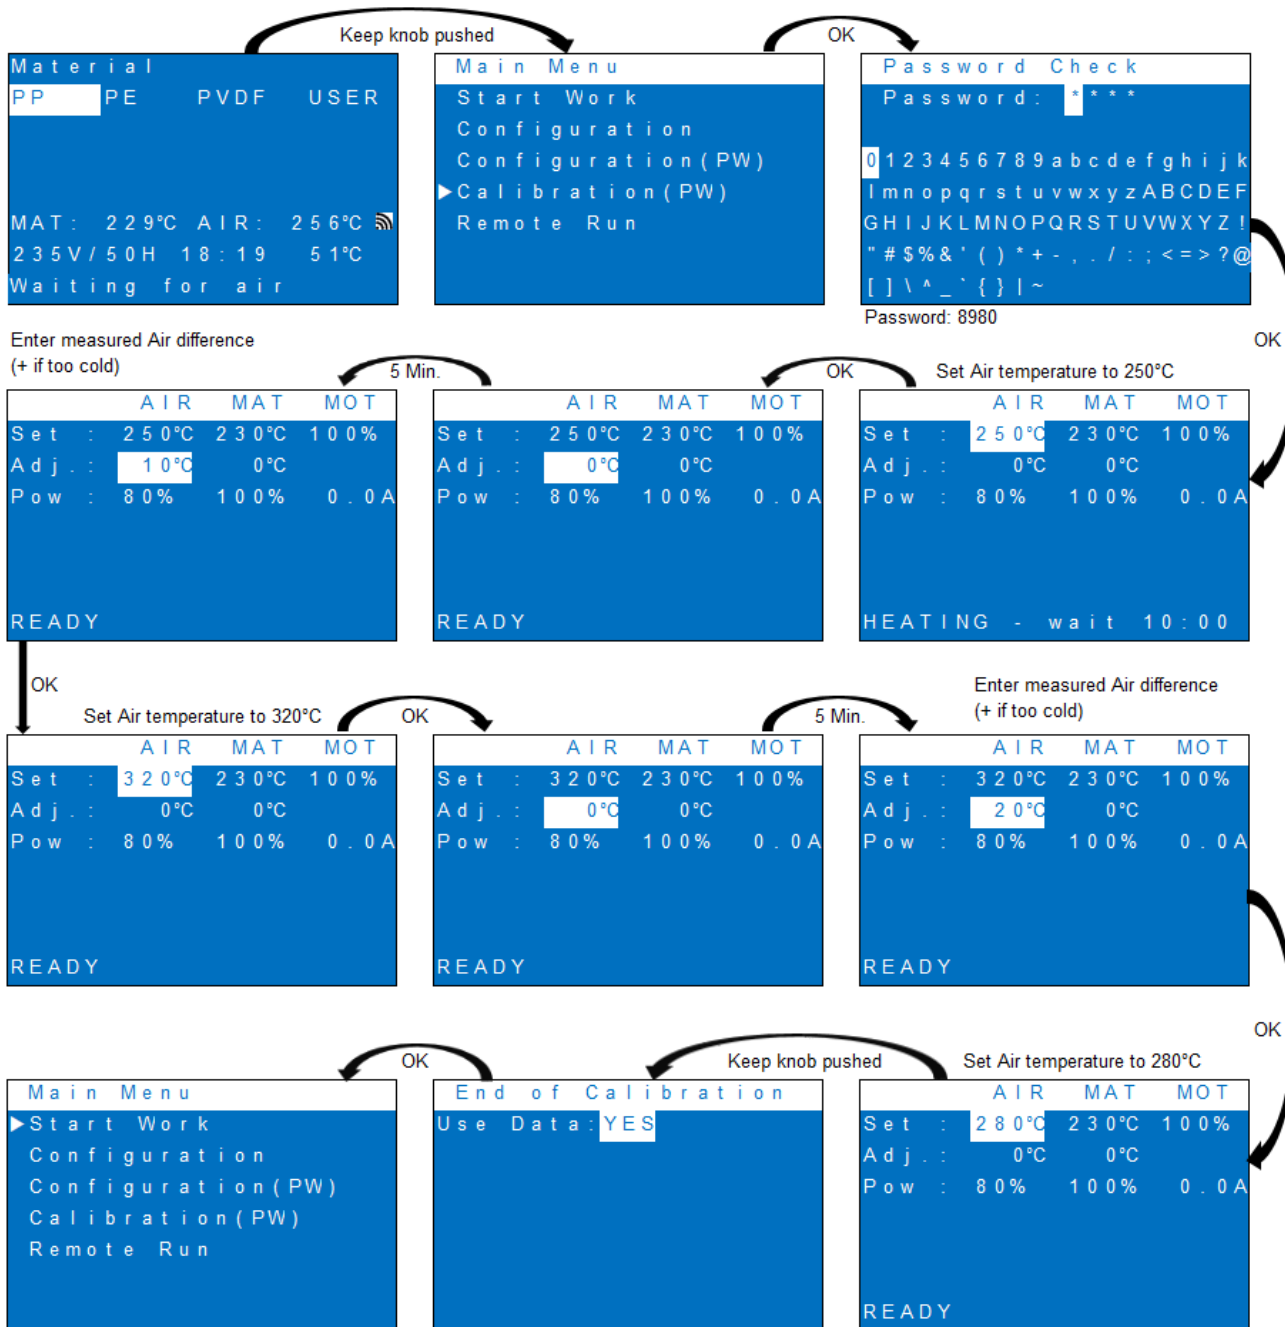 Keep knob pushed
OK
Material
PP PE PVDF USER
MAT: 229°C AIR: 256°C
235V/50H 18:19 51°C
Waiting for air
Main Menu
Start Work
Configuration
Configuration(PW)
▶Calibration(PW)
Remote Run
Password Check
Password: ****
0123456789abcdefghijk
lmnopqrstuvwxyzABCDEF
GHIJKLMNOPQRSTUVWXYZ!
"#$%&'()*+-,./:;<=>?@
[]\^_`{}|~
Password: 8980
OK
Set Air temperature to 250°C
AIR MAT MOT
Set : 250°C 230°C 100%
Adj.: 0°C 0°C
Pow : 80% 100% 0.0A
HEATING - wait 10:00
OK
AIR MAT MOT
Set : 250°C 230°C 100%
Adj.: 0°C 0°C
Pow : 80% 100% 0.0A
READY
5 Min.
Enter measured Air difference
(+ if too cold)
AIR MAT MOT
Set : 250°C 230°C 100%
Adj.: 10°C 0°C
Pow : 80% 100% 0.0A
READY
OK
Set Air temperature to 320°C
AIR MAT MOT
Set : 320°C 230°C 100%
Adj.: 0°C 0°C
Pow : 80% 100% 0.0A
READY
OK
AIR MAT MOT
Set : 320°C 230°C 100%
Adj.: 0°C 0°C
Pow : 80% 100% 0.0A
READY
5 Min.
Enter measured Air difference
(+ if too cold)
AIR MAT MOT
Set : 320°C 230°C 100%
Adj.: 20°C 0°C
Pow : 80% 100% 0.0A
READY
OK
Set Air temperature to 280°C
AIR MAT MOT
Set : 280°C 230°C 100%
Adj.: 0°C 0°C
Pow : 80% 100% 0.0A
READY
Keep knob pushed
End of Calibration
Use Data:YES
OK
Main Menu
▶Start Work
Configuration
Configuration(PW)
Calibration(PW)
Remote Run